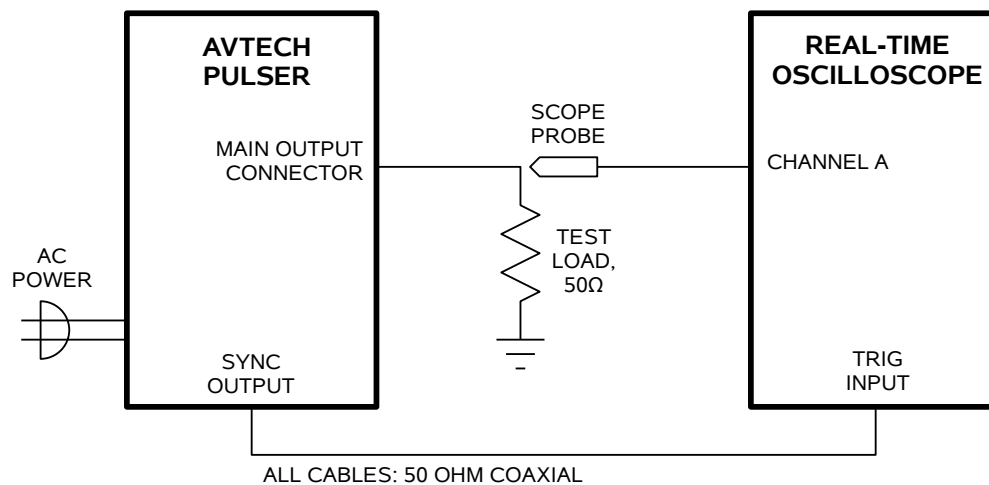 AVTECH
PULSER
REAL-TIME
OSCILLOSCOPE
SCOPE
PROBE
MAIN OUTPUT
CONNECTOR
CHANNEL A
TEST
LOAD,
50Ω
AC
POWER
SYNC
OUTPUT
TRIG
INPUT
ALL CABLES: 50 OHM COAXIAL